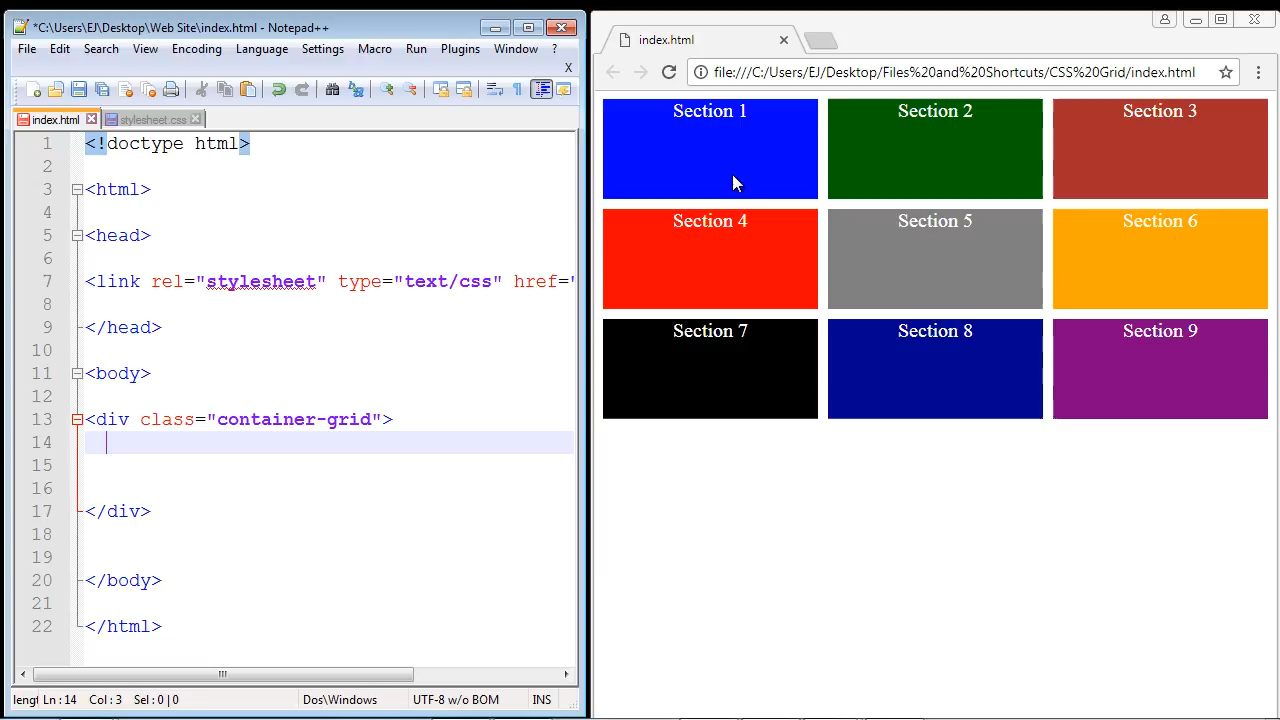 *C:\Users\EJ\Desktop\Web Site\index.html - Notepad++
File Edit Search View Encoding Language Settings Macro Run Plugins Window ?
X
index.html stylesheet.css
1 <!doctype html>
2
3 <html>
4
5 <head>
6
7 <link rel="stylesheet" type="text/css" href="
8
9 </head>
10
11 <body>
12
13 <div class="container-grid">
14
15
16
17 </div>
18
19
20 </body>
21
22 </html>
lengt Ln : 14 Col : 3 Sel : 0 | 0 Dos\Windows UTF-8 w/o BOM INS
index.html
file:///C:/Users/EJ/Desktop/Files%20and%20Shortcuts/CSS%20Grid/index.html
Section 1 Section 2 Section 3
Section 4 Section 5 Section 6
Section 7 Section 8 Section 9